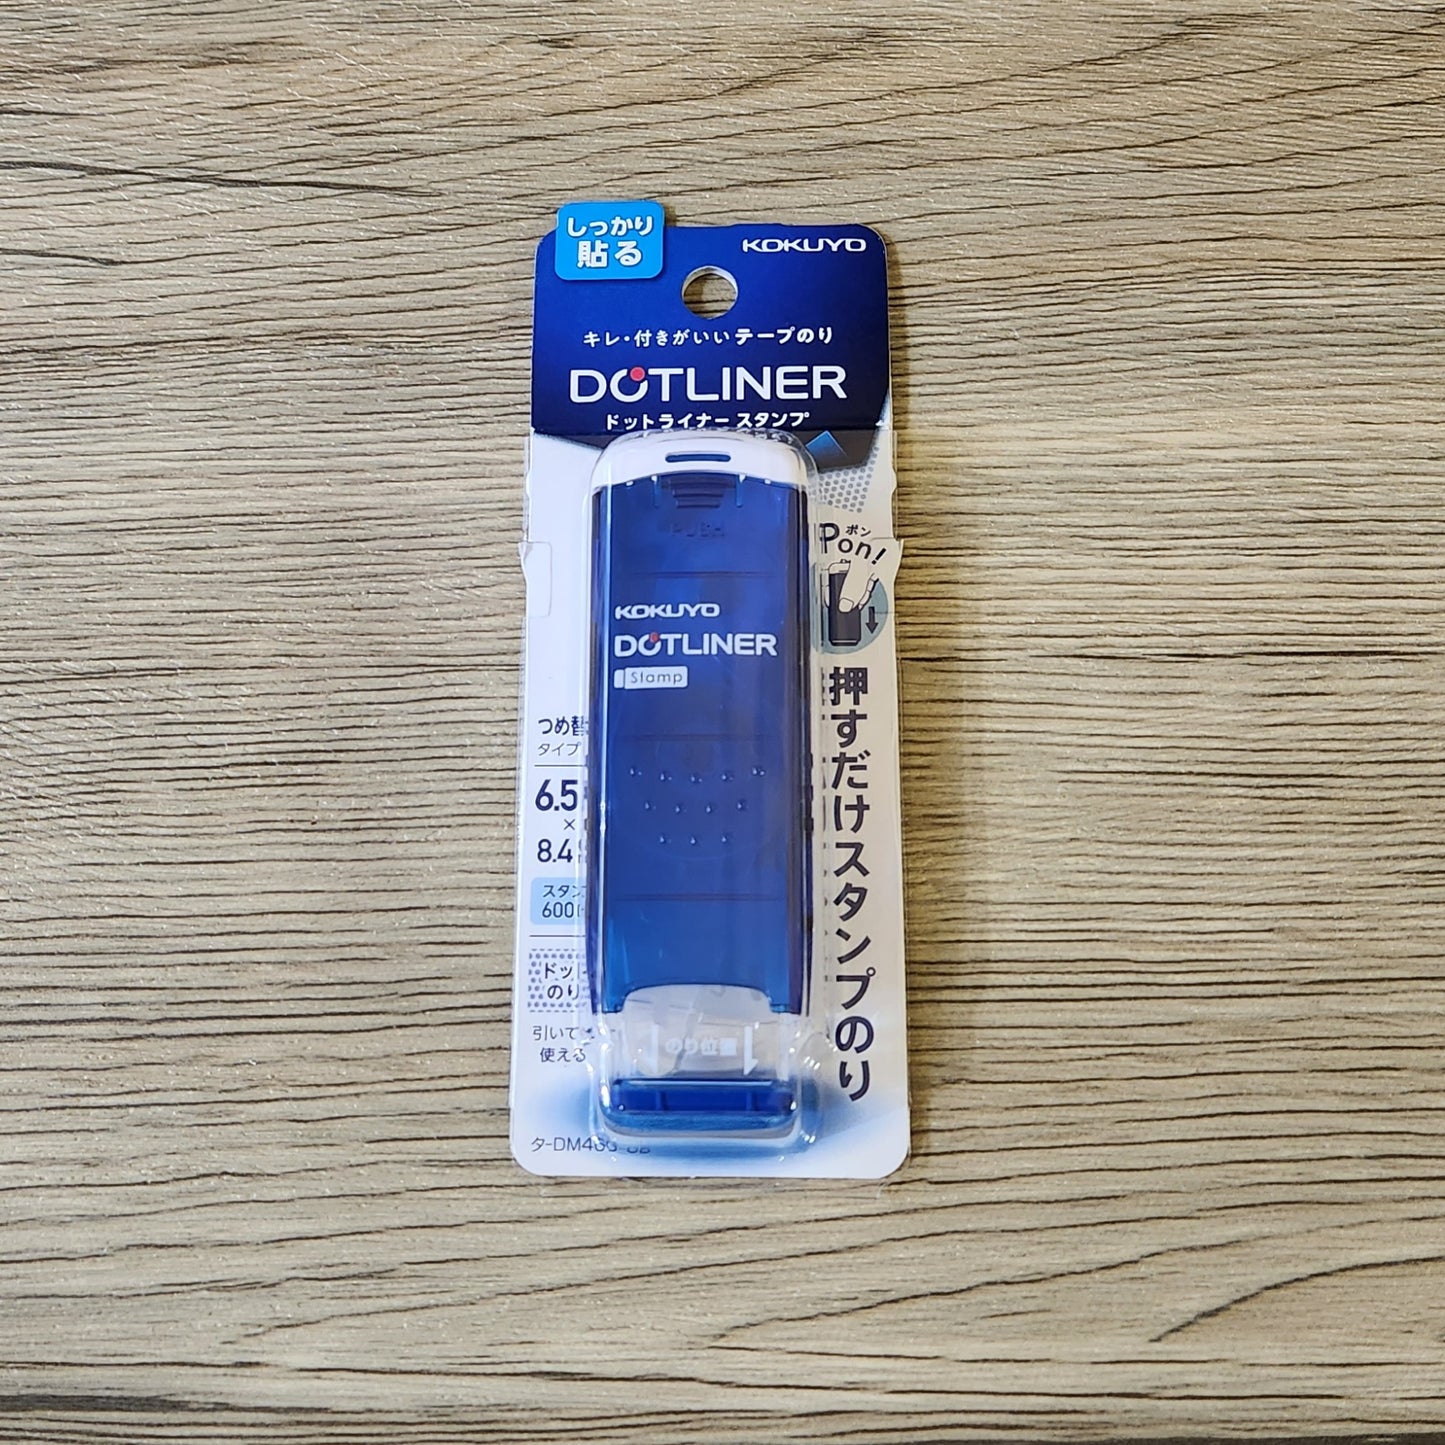 しっかり
貼る
KOKUYO
キレ・付きがいいテープのり
DOTLINER
ドットライナー スタンプ
PUSH
ポン
Pon!
KOKUYO
DOTLINER
Stamp
押すだけスタンプのり
つめ替
タイプ
6.5
×
8.4
スタン
600
ドッ
のり
引いて
使える
のり位置
タ-DM46